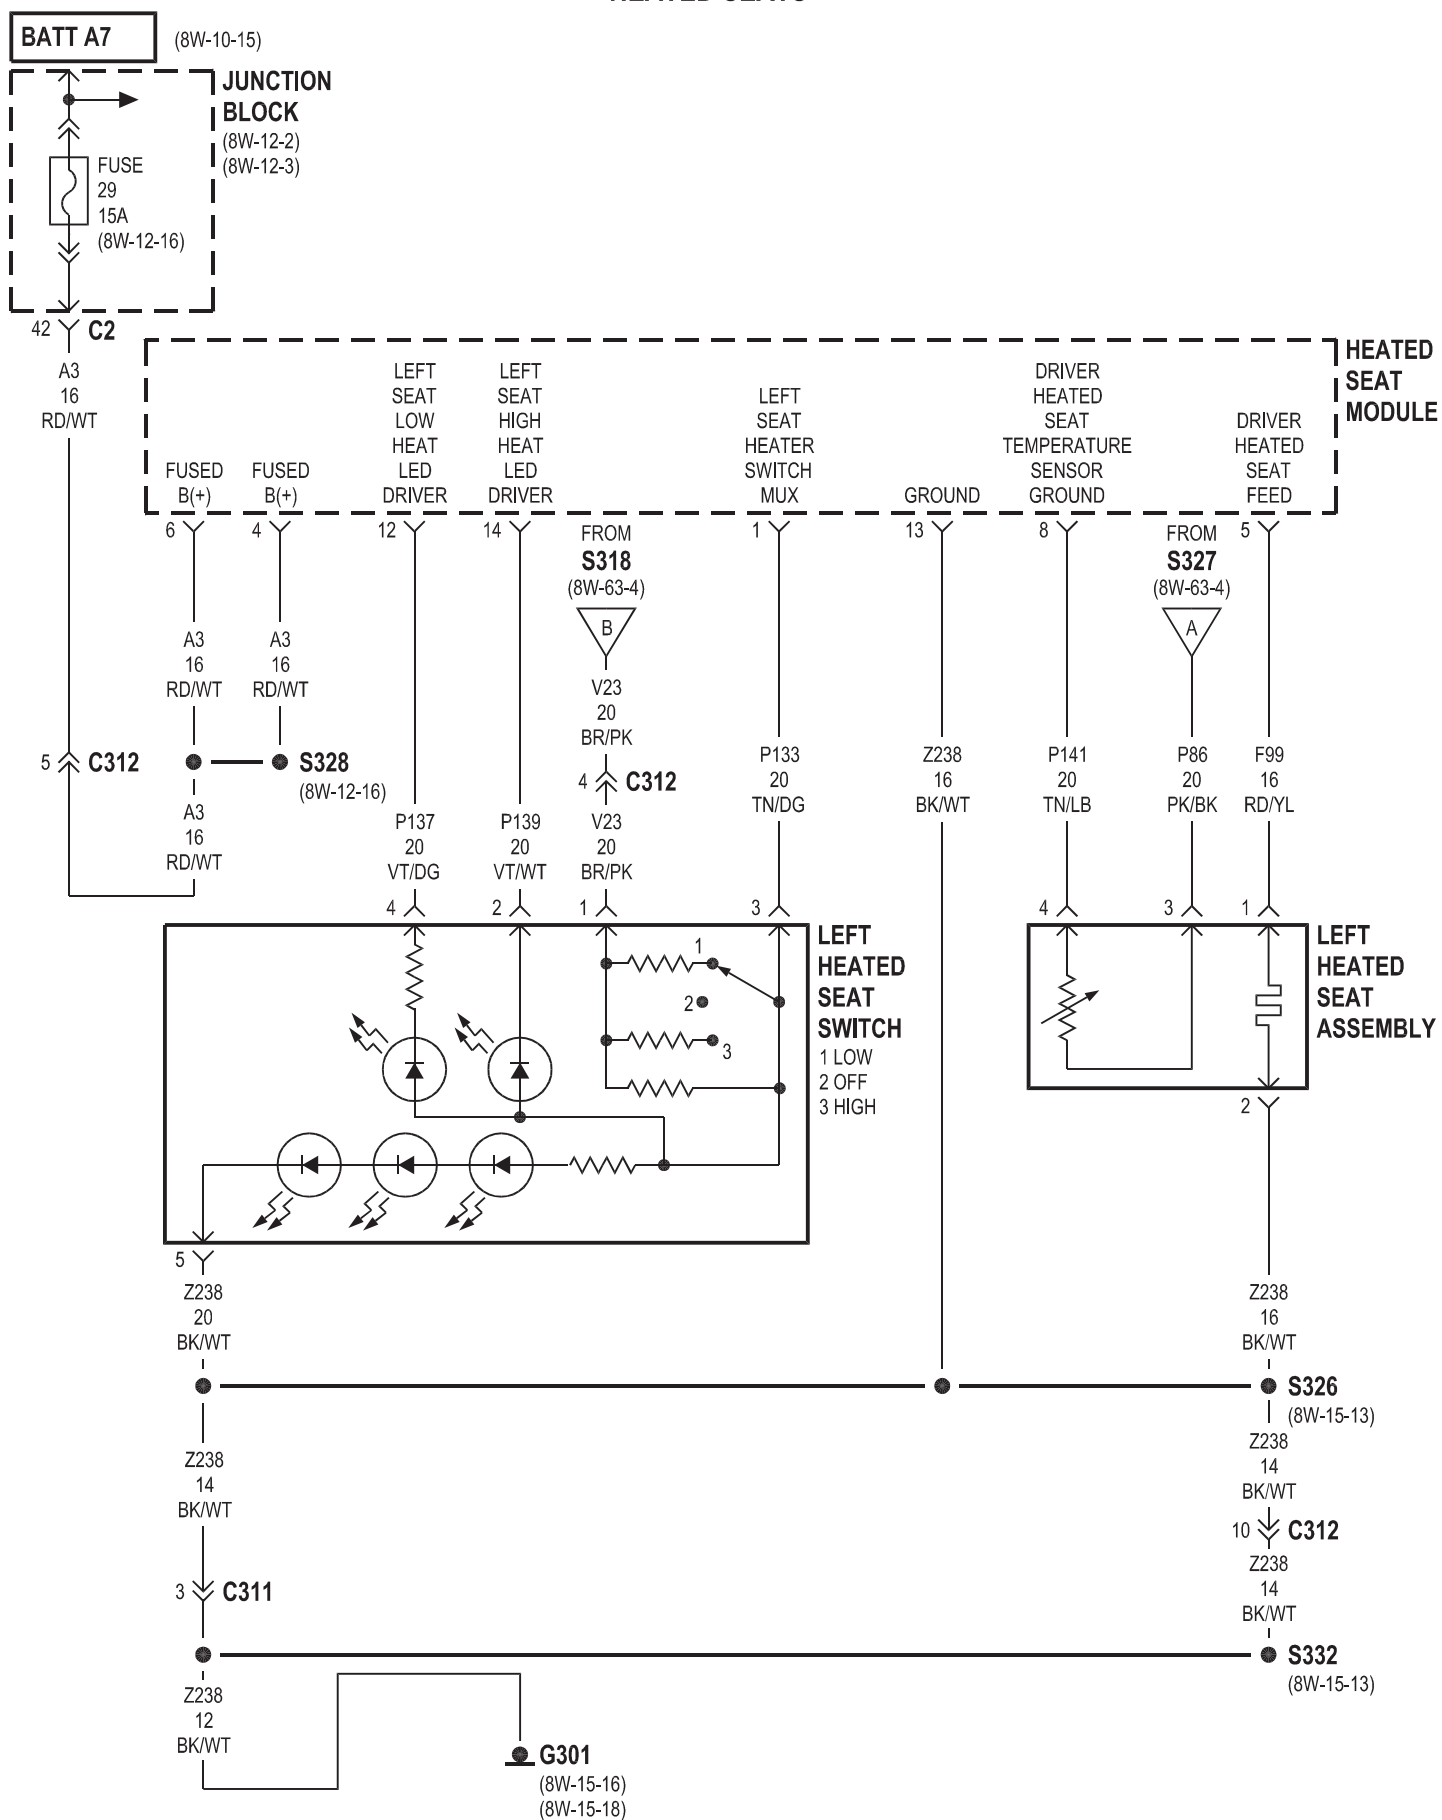 BATT A7
(8W-10-15)
JUNCTION
BLOCK
(8W-12-2)
(8W-12-3)
FUSE
29
15A
(8W-12-16)
42
C2
A3
16
RD/WT
HEATED
SEAT
MODULE
FUSED
B(+)
FUSED
B(+)
LEFT
SEAT
LOW
HEAT
LED
DRIVER
LEFT
SEAT
HIGH
HEAT
LED
DRIVER
LEFT
SEAT
HEATER
SWITCH
MUX
GROUND
DRIVER
HEATED
SEAT
TEMPERATURE
SENSOR
GROUND
DRIVER
HEATED
SEAT
FEED
6
4
12
14
FROM
S318
(8W-63-4)
B
1
13
8
FROM
S327
(8W-63-4)
A
5
A3
16
RD/WT
A3
16
RD/WT
V23
20
BR/PK
5
C312
S328
(8W-12-16)
4
C312
A3
16
RD/WT
P137
20
VT/DG
P139
20
VT/WT
V23
20
BR/PK
P133
20
TN/DG
Z238
16
BK/WT
P141
20
TN/LB
P86
20
PK/BK
F99
16
RD/YL
4
2
1
3
4
3
1
LEFT
HEATED
SEAT
SWITCH
1 LOW
2 OFF
3 HIGH
1
2
3
LEFT
HEATED
SEAT
ASSEMBLY
2
5
Z238
20
BK/WT
Z238
16
BK/WT
S326
(8W-15-13)
Z238
14
BK/WT
Z238
14
BK/WT
10
C312
3
C311
Z238
14
BK/WT
S332
(8W-15-13)
Z238
12
BK/WT
G301
(8W-15-16)
(8W-15-18)